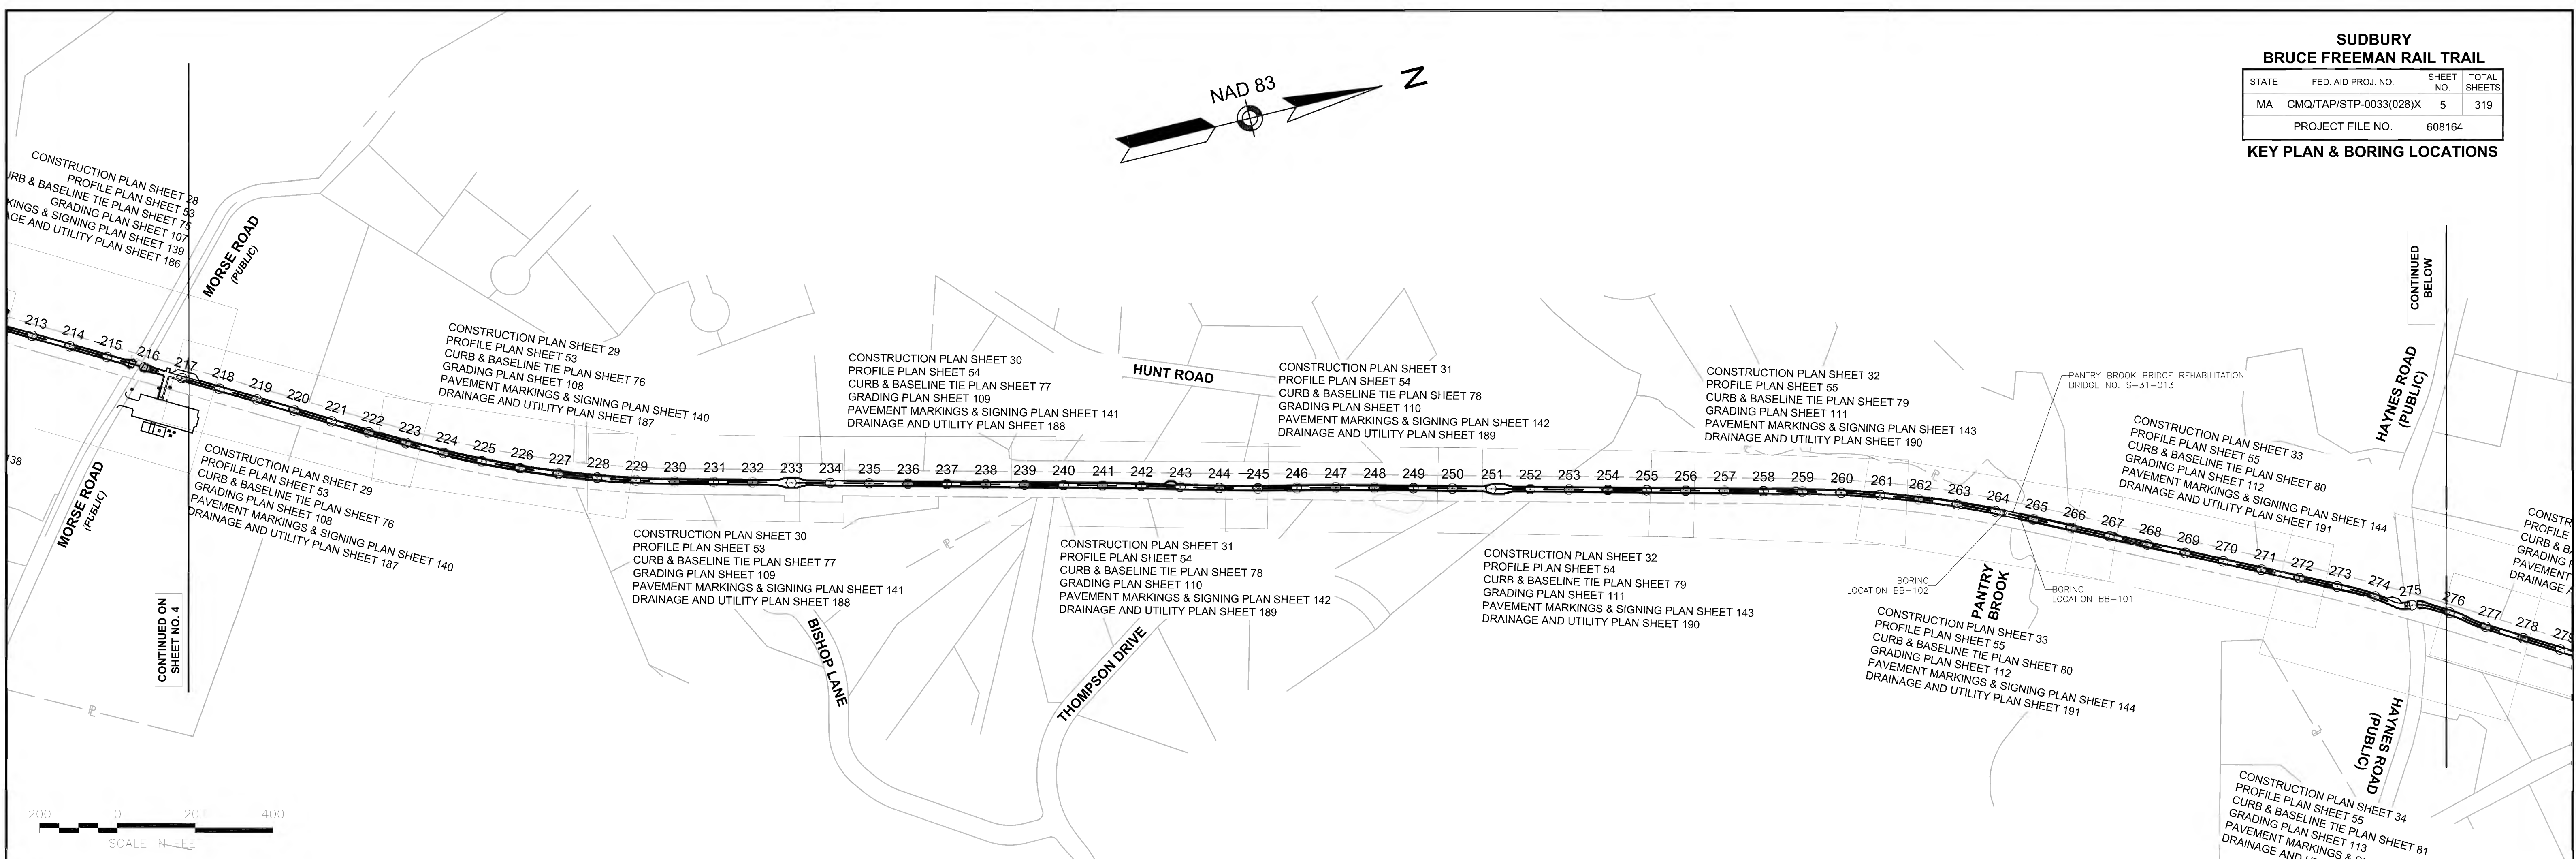 SUDBURY
BRUCE FREEMAN RAIL TRAIL
STATE FED. AID PROJ. NO. SHEET NO. TOTAL SHEETS
MA CMQ/TAP/STP-0033(028)X 5 319
PROJECT FILE NO. 608164
KEY PLAN & BORING LOCATIONS
NAD 83
N
CONSTRUCTION PLAN SHEET 28
PROFILE PLAN SHEET 53
& BASELINE TIE PLAN SHEET 75
GRADING PLAN SHEET 107
& SIGNING PLAN SHEET 139
AND UTILITY PLAN SHEET 186
MORSE ROAD
(PUBLIC)
213 214 215 216 217 218 219 220 221 222 223 224 225 226 227 228 229 230 231 232 233 234 235 236 237 238 239 240 241 242 243 244 245 246 247 248 249 250 251 252 253 254 255 256 257 258 259 260 261 262 263 264 265 266 267 268 269 270 271 272 273 274 275 276 277 278 279
CONSTRUCTION PLAN SHEET 29
PROFILE PLAN SHEET 53
CURB & BASELINE TIE PLAN SHEET 76
GRADING PLAN SHEET 108
PAVEMENT MARKINGS & SIGNING PLAN SHEET 140
DRAINAGE AND UTILITY PLAN SHEET 187
CONSTRUCTION PLAN SHEET 30
PROFILE PLAN SHEET 54
CURB & BASELINE TIE PLAN SHEET 77
GRADING PLAN SHEET 109
PAVEMENT MARKINGS & SIGNING PLAN SHEET 141
DRAINAGE AND UTILITY PLAN SHEET 188
HUNT ROAD
CONSTRUCTION PLAN SHEET 31
PROFILE PLAN SHEET 54
CURB & BASELINE TIE PLAN SHEET 78
GRADING PLAN SHEET 110
PAVEMENT MARKINGS & SIGNING PLAN SHEET 142
DRAINAGE AND UTILITY PLAN SHEET 189
CONSTRUCTION PLAN SHEET 32
PROFILE PLAN SHEET 55
CURB & BASELINE TIE PLAN SHEET 79
GRADING PLAN SHEET 111
PAVEMENT MARKINGS & SIGNING PLAN SHEET 143
DRAINAGE AND UTILITY PLAN SHEET 190
PANTRY BROOK BRIDGE REHABILITATION
BRIDGE NO. S-31-013
CONSTRUCTION PLAN SHEET 33
PROFILE PLAN SHEET 55
CURB & BASELINE TIE PLAN SHEET 80
GRADING PLAN SHEET 112
PAVEMENT MARKINGS & SIGNING PLAN SHEET 144
DRAINAGE AND UTILITY PLAN SHEET 191
HAYNES ROAD
(PUBLIC)
CONTINUED
BELOW
PROFILE
CURB &
GRADING
PAVEMENT
DRAINAGE
138
MORSE ROAD
(PUBLIC)
CONTINUED ON
SHEET NO. 4
CONSTRUCTION PLAN SHEET 29
PROFILE PLAN SHEET 53
CURB & BASELINE TIE PLAN SHEET 76
GRADING PLAN SHEET 108
PAVEMENT MARKINGS & SIGNING PLAN SHEET 140
DRAINAGE AND UTILITY PLAN SHEET 187
CONSTRUCTION PLAN SHEET 30
PROFILE PLAN SHEET 53
CURB & BASELINE TIE PLAN SHEET 77
GRADING PLAN SHEET 109
PAVEMENT MARKINGS & SIGNING PLAN SHEET 141
DRAINAGE AND UTILITY PLAN SHEET 188
BISHOP LANE
CONSTRUCTION PLAN SHEET 31
PROFILE PLAN SHEET 54
CURB & BASELINE TIE PLAN SHEET 78
GRADING PLAN SHEET 110
PAVEMENT MARKINGS & SIGNING PLAN SHEET 142
DRAINAGE AND UTILITY PLAN SHEET 189
THOMPSON DRIVE
CONSTRUCTION PLAN SHEET 32
PROFILE PLAN SHEET 54
CURB & BASELINE TIE PLAN SHEET 79
GRADING PLAN SHEET 111
PAVEMENT MARKINGS & SIGNING PLAN SHEET 143
DRAINAGE AND UTILITY PLAN SHEET 190
BORING
LOCATION BB-102
PANTRY
BROOK
BORING
LOCATION BB-101
CONSTRUCTION PLAN SHEET 33
PROFILE PLAN SHEET 55
CURB & BASELINE TIE PLAN SHEET 80
GRADING PLAN SHEET 112
PAVEMENT MARKINGS & SIGNING PLAN SHEET 144
DRAINAGE AND UTILITY PLAN SHEET 191
HAYNES ROAD
(PUBLIC)
CONSTRUCTION PLAN SHEET 34
PROFILE PLAN SHEET 55
CURB & BASELINE TIE PLAN SHEET 81
GRADING PLAN SHEET 113
PAVEMENT MARKINGS &
DRAINAGE AND
200 0 400
SCALE IN FEET